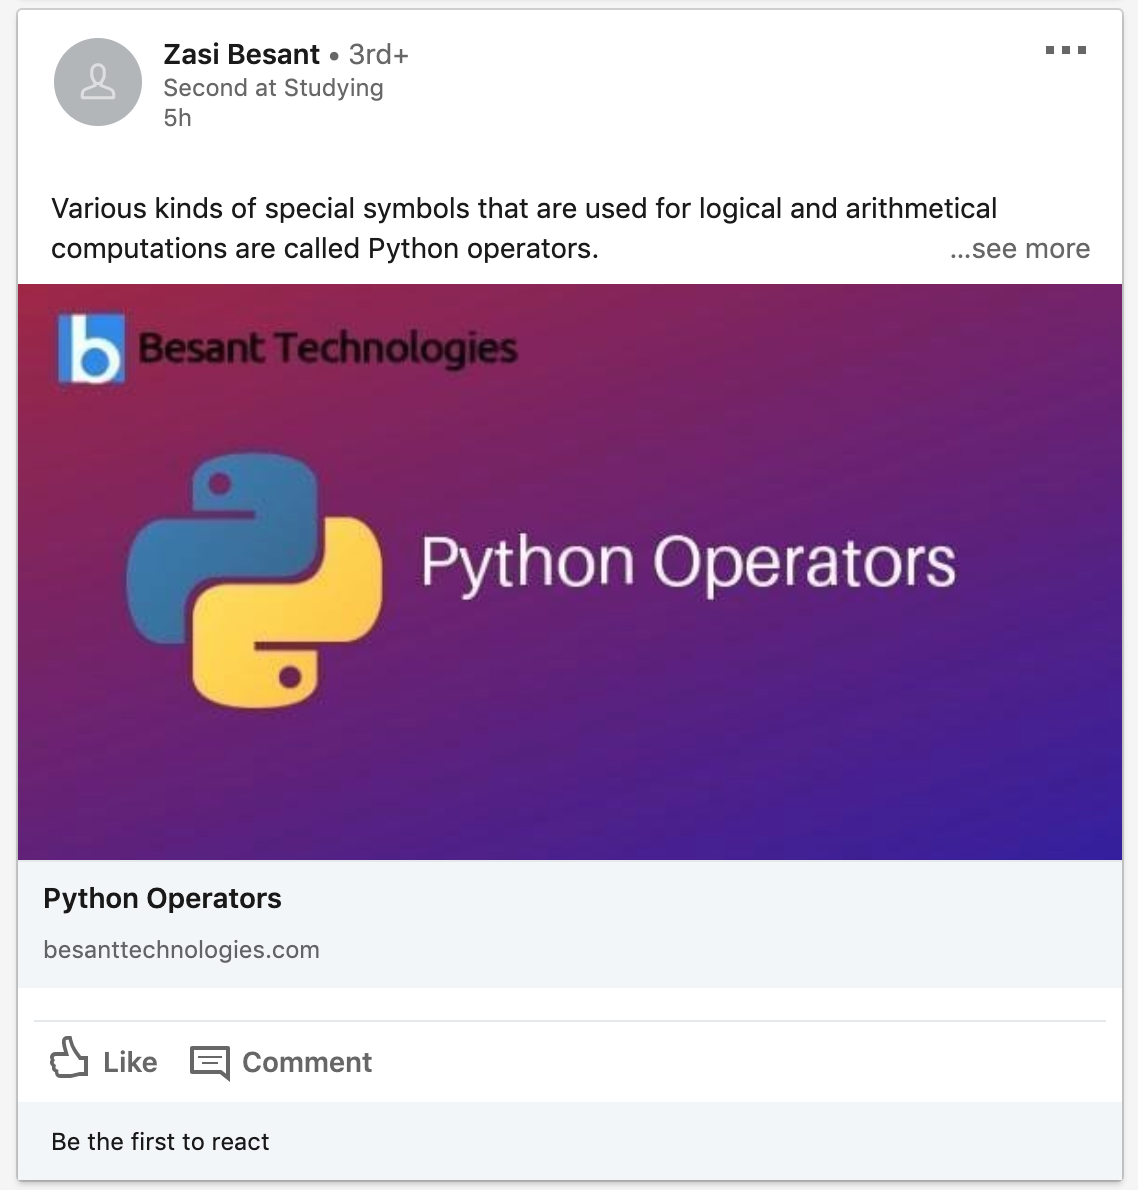 Zasi Besant • 3rd+
Second at Studying
5h
Various kinds of special symbols that are used for logical and arithmetical
computations are called Python operators.
...see more
b Besant Technologies
Python Operators
Python Operators
besanttechnologies.com
Like Comment
Be the first to react